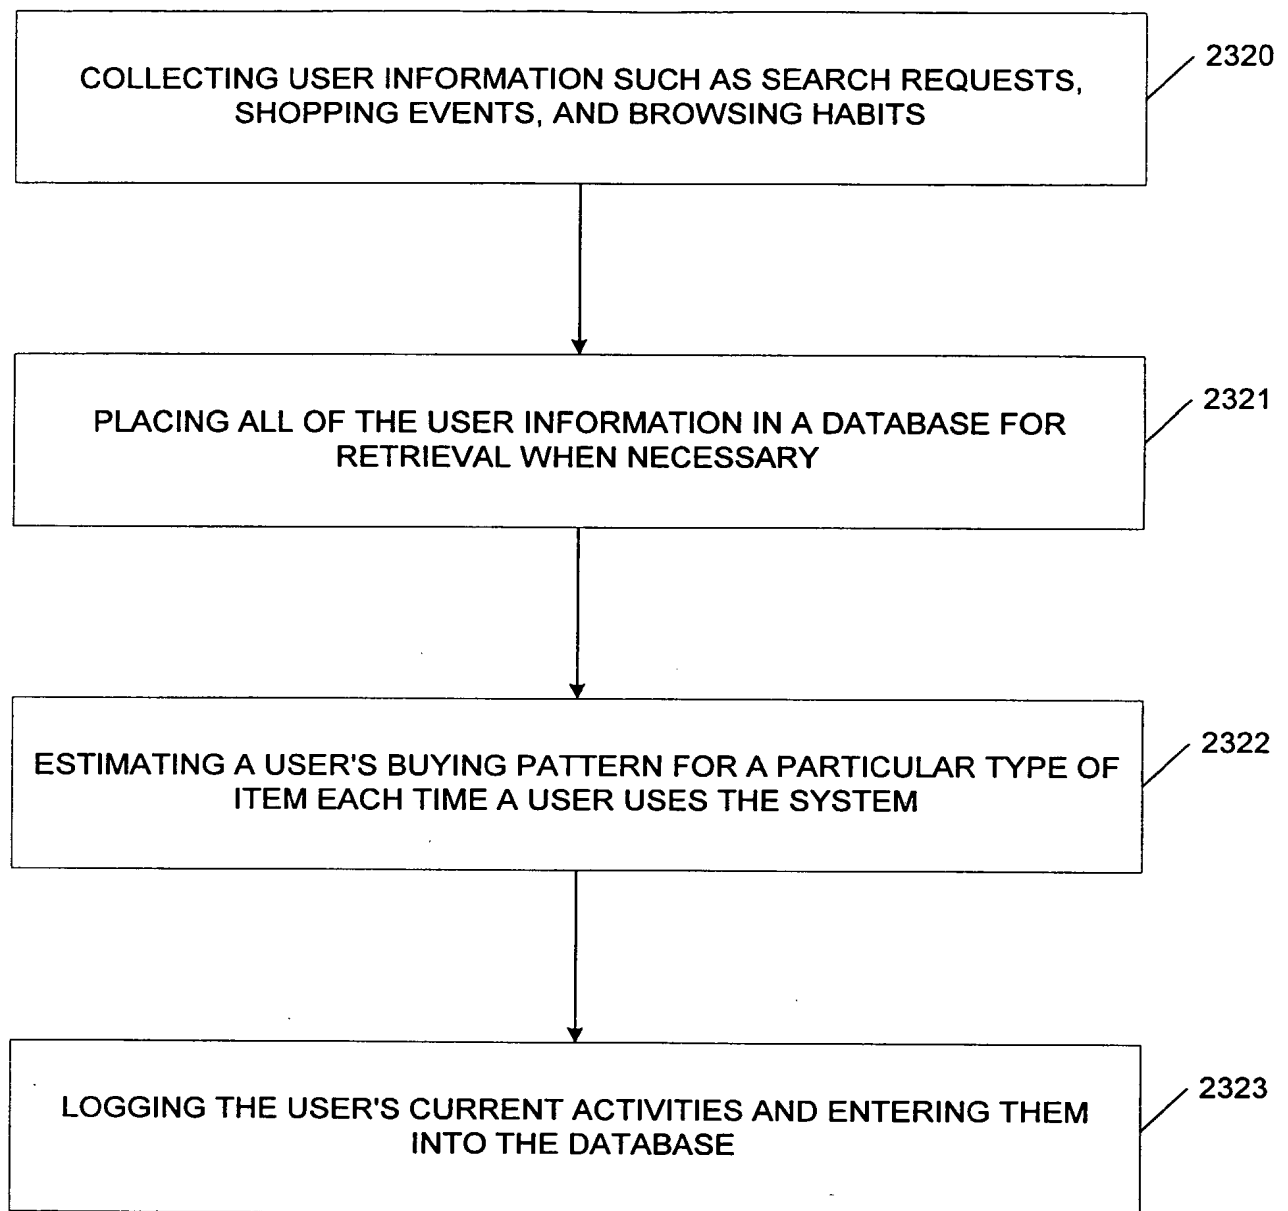 COLLECTING USER INFORMATION SUCH AS SEARCH REQUESTS,
SHOPPING EVENTS, AND BROWSING HABITS
2320
PLACING ALL OF THE USER INFORMATION IN A DATABASE FOR
RETRIEVAL WHEN NECESSARY
2321
ESTIMATING A USER'S BUYING PATTERN FOR A PARTICULAR TYPE OF
ITEM EACH TIME A USER USES THE SYSTEM
2322
LOGGING THE USER'S CURRENT ACTIVITIES AND ENTERING THEM
INTO THE DATABASE
2323